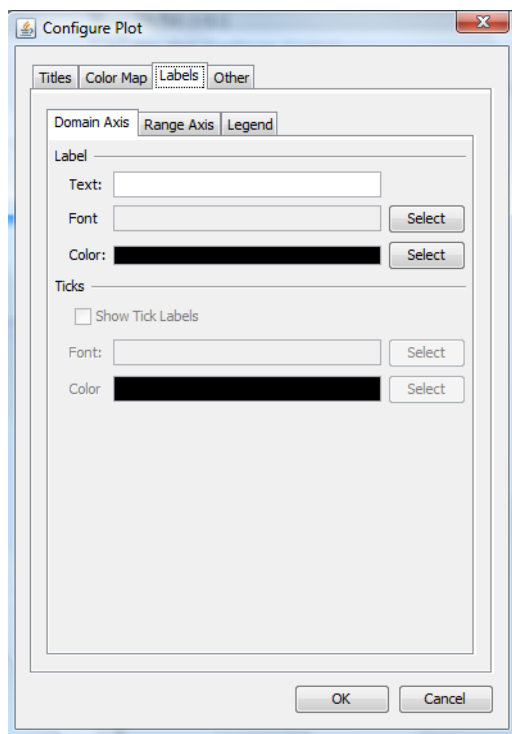 Configure Plot
Titles Color Map Labels Other
Domain Axis Range Axis Legend
Label
Text:
Font Select
Color: Select
Ticks
Show Tick Labels
Font: Select
Color Select
OK Cancel